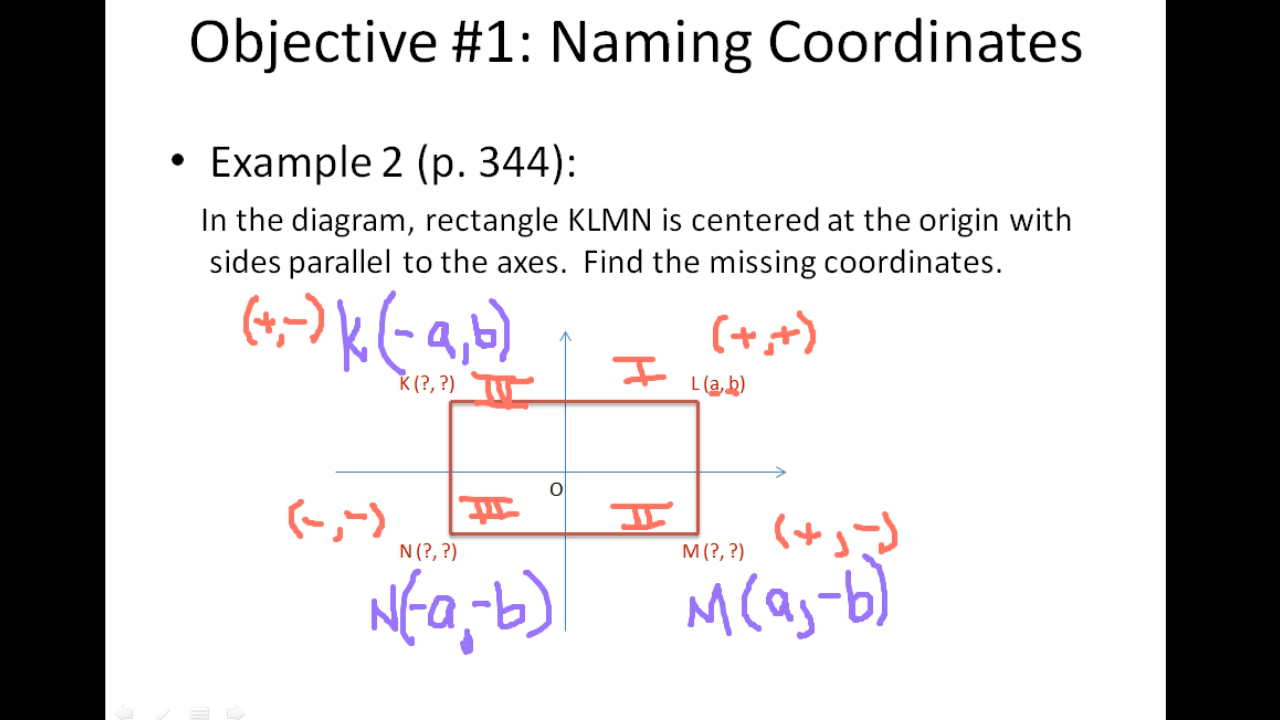 Objective #1: Naming Coordinates
• Example 2 (p. 344):
In the diagram, rectangle KLMN is centered at the origin with
sides parallel to the axes. Find the missing coordinates.
(+,-) K(-a,b) (+,+)
K (?, ?) IV I L (a, b)
O
(-,-) III II (+,-)
N (?, ?) M (?, ?)
N(-a,-b) M(a,-b)